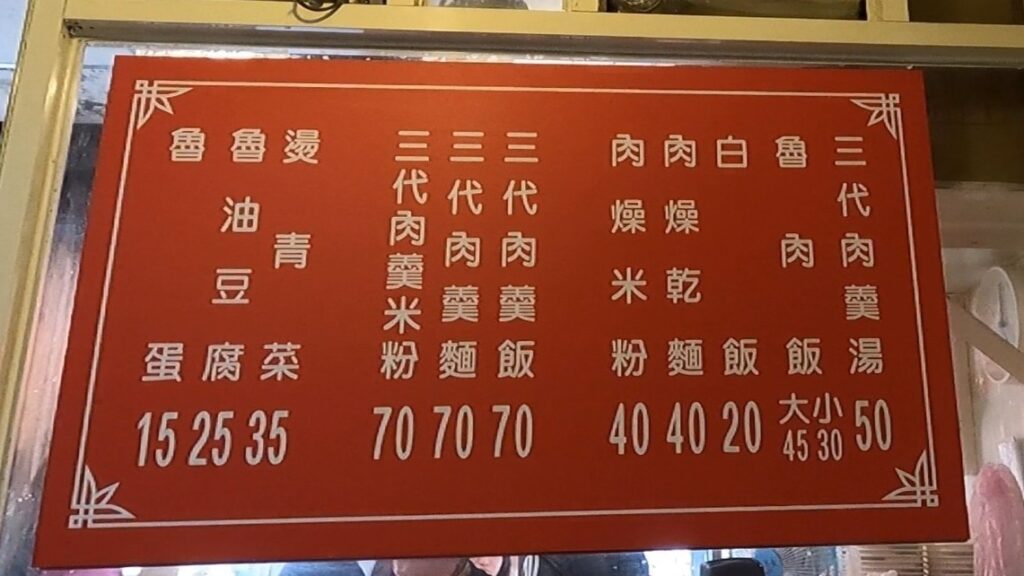 三代肉羹湯 50
魯肉飯 小30 大45
白飯 20
肉燥乾麵 40
肉燥米粉 40
三代肉羹飯 70
三代肉羹麵 70
三代肉羹米粉 70
燙青菜 35
魯油豆腐 25
魯蛋 15